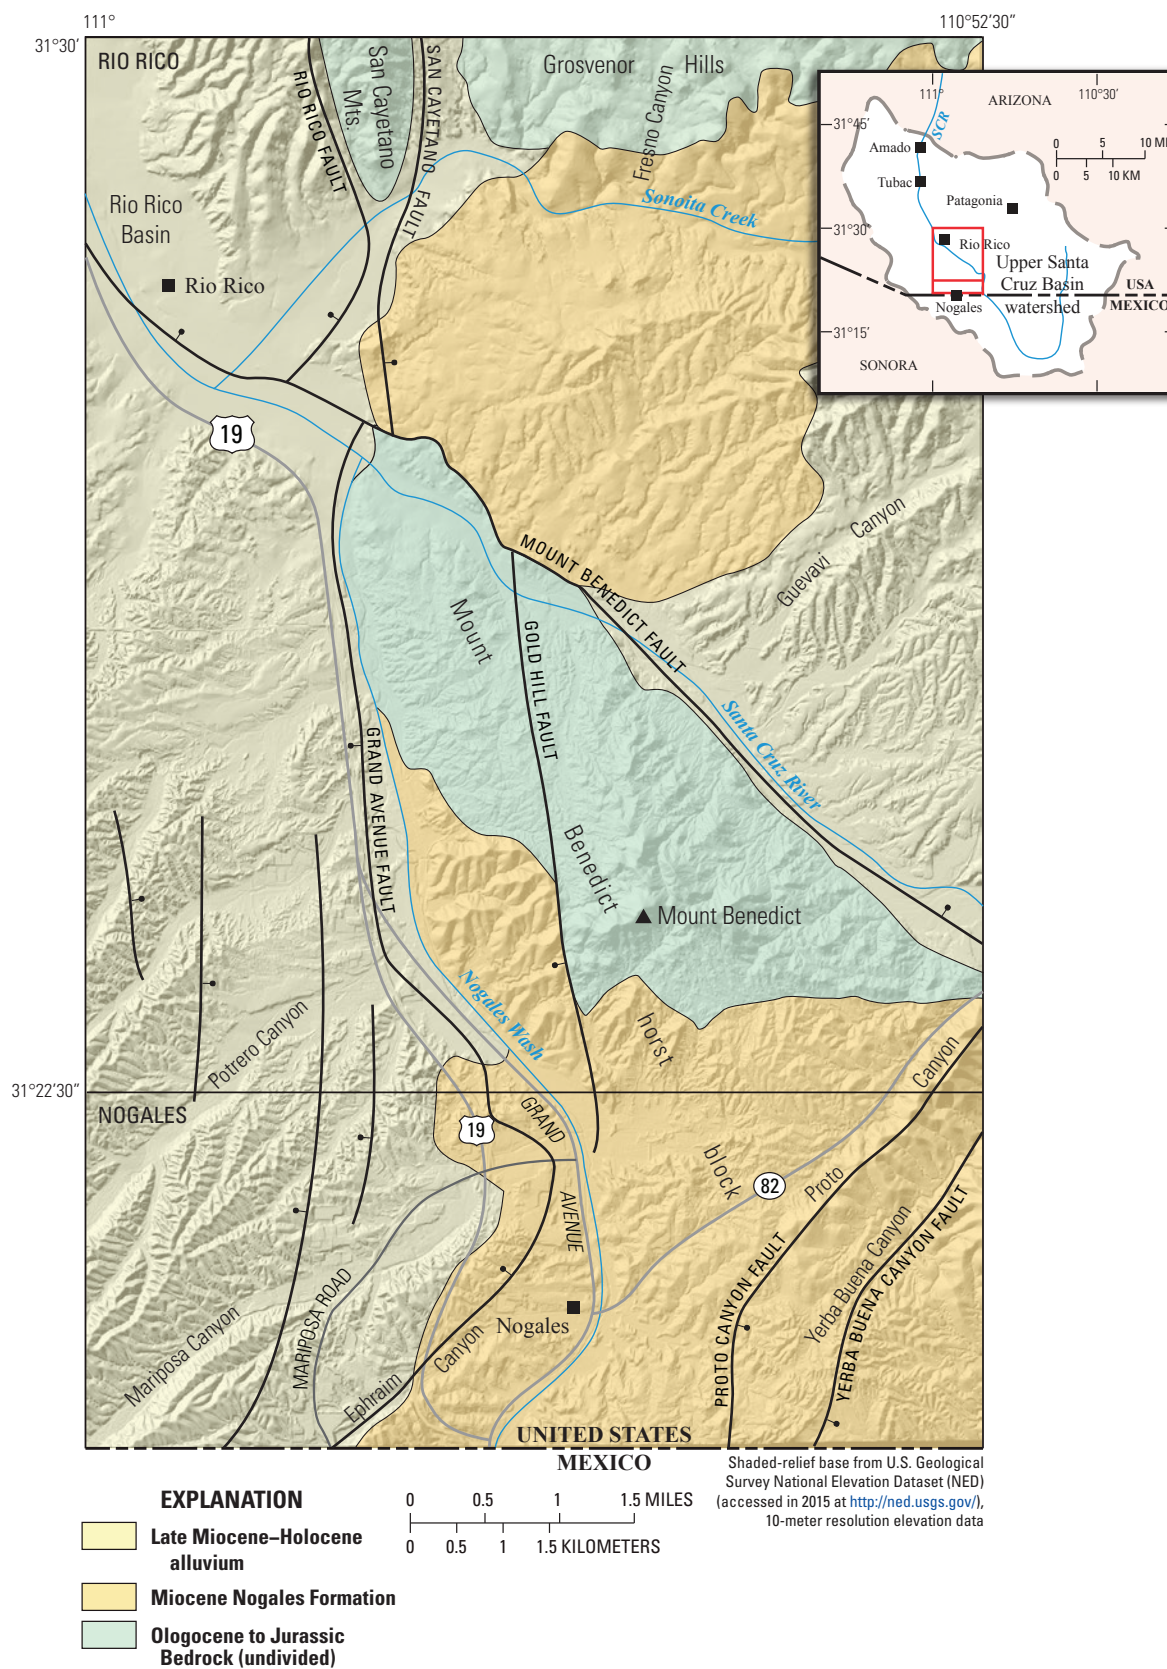 111°
110°52'30"
31°30'
RIO RICO
RIO RICO FAULT
San Cayetano
Mts.
SAN CAYETANO FAULT
Grosvenor Hills
Fresno Canyon
Sonoita Creek
Rio Rico
Basin
Rio Rico
19
111°
110°30'
ARIZONA
SCR
31°45'
Amado
0 5 10 MI
0 5 10 KM
Tubac
Patagonia
31°30'
Rio Rico
Upper Santa
Cruz Basin
watershed
USA
MEXICO
Nogales
31°15'
SONORA
Guevavi Canyon
MOUNT BENEDICT FAULT
Mount
GOLD HILL FAULT
Santa Cruz River
GRAND AVENUE FAULT
Benedict
Mount Benedict
Nogales Wash
horst
Potrero Canyon
Canyon
31°22'30"
NOGALES
GRAND
19
block
82
Proto
AVENUE
Yerba Buena Canyon
YERBA BUENA CANYON FAULT
PROTO CANYON FAULT
MARIPOSA ROAD
Nogales
Mariposa Canyon
Canyon
Ephraim
UNITED STATES
MEXICO
Shaded-relief base from U.S. Geological
Survey National Elevation Dataset (NED)
(accessed in 2015 at http://ned.usgs.gov/),
10-meter resolution elevation data
EXPLANATION
0 0.5 1 1.5 MILES
0 0.5 1 1.5 KILOMETERS
Late Miocene–Holocene
alluvium
Miocene Nogales Formation
Ologocene to Jurassic
Bedrock (undivided)